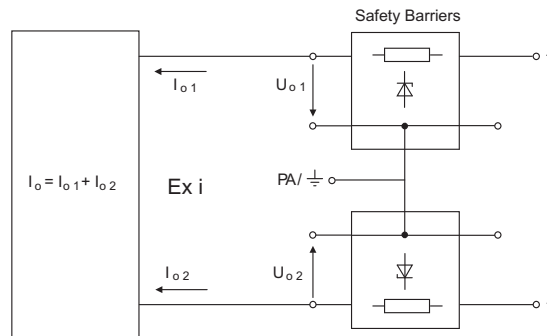 Safety Barriers
I o 1
U o 1
I o = I o 1 + I o 2
Ex i
PA/
I o 2
U o 2